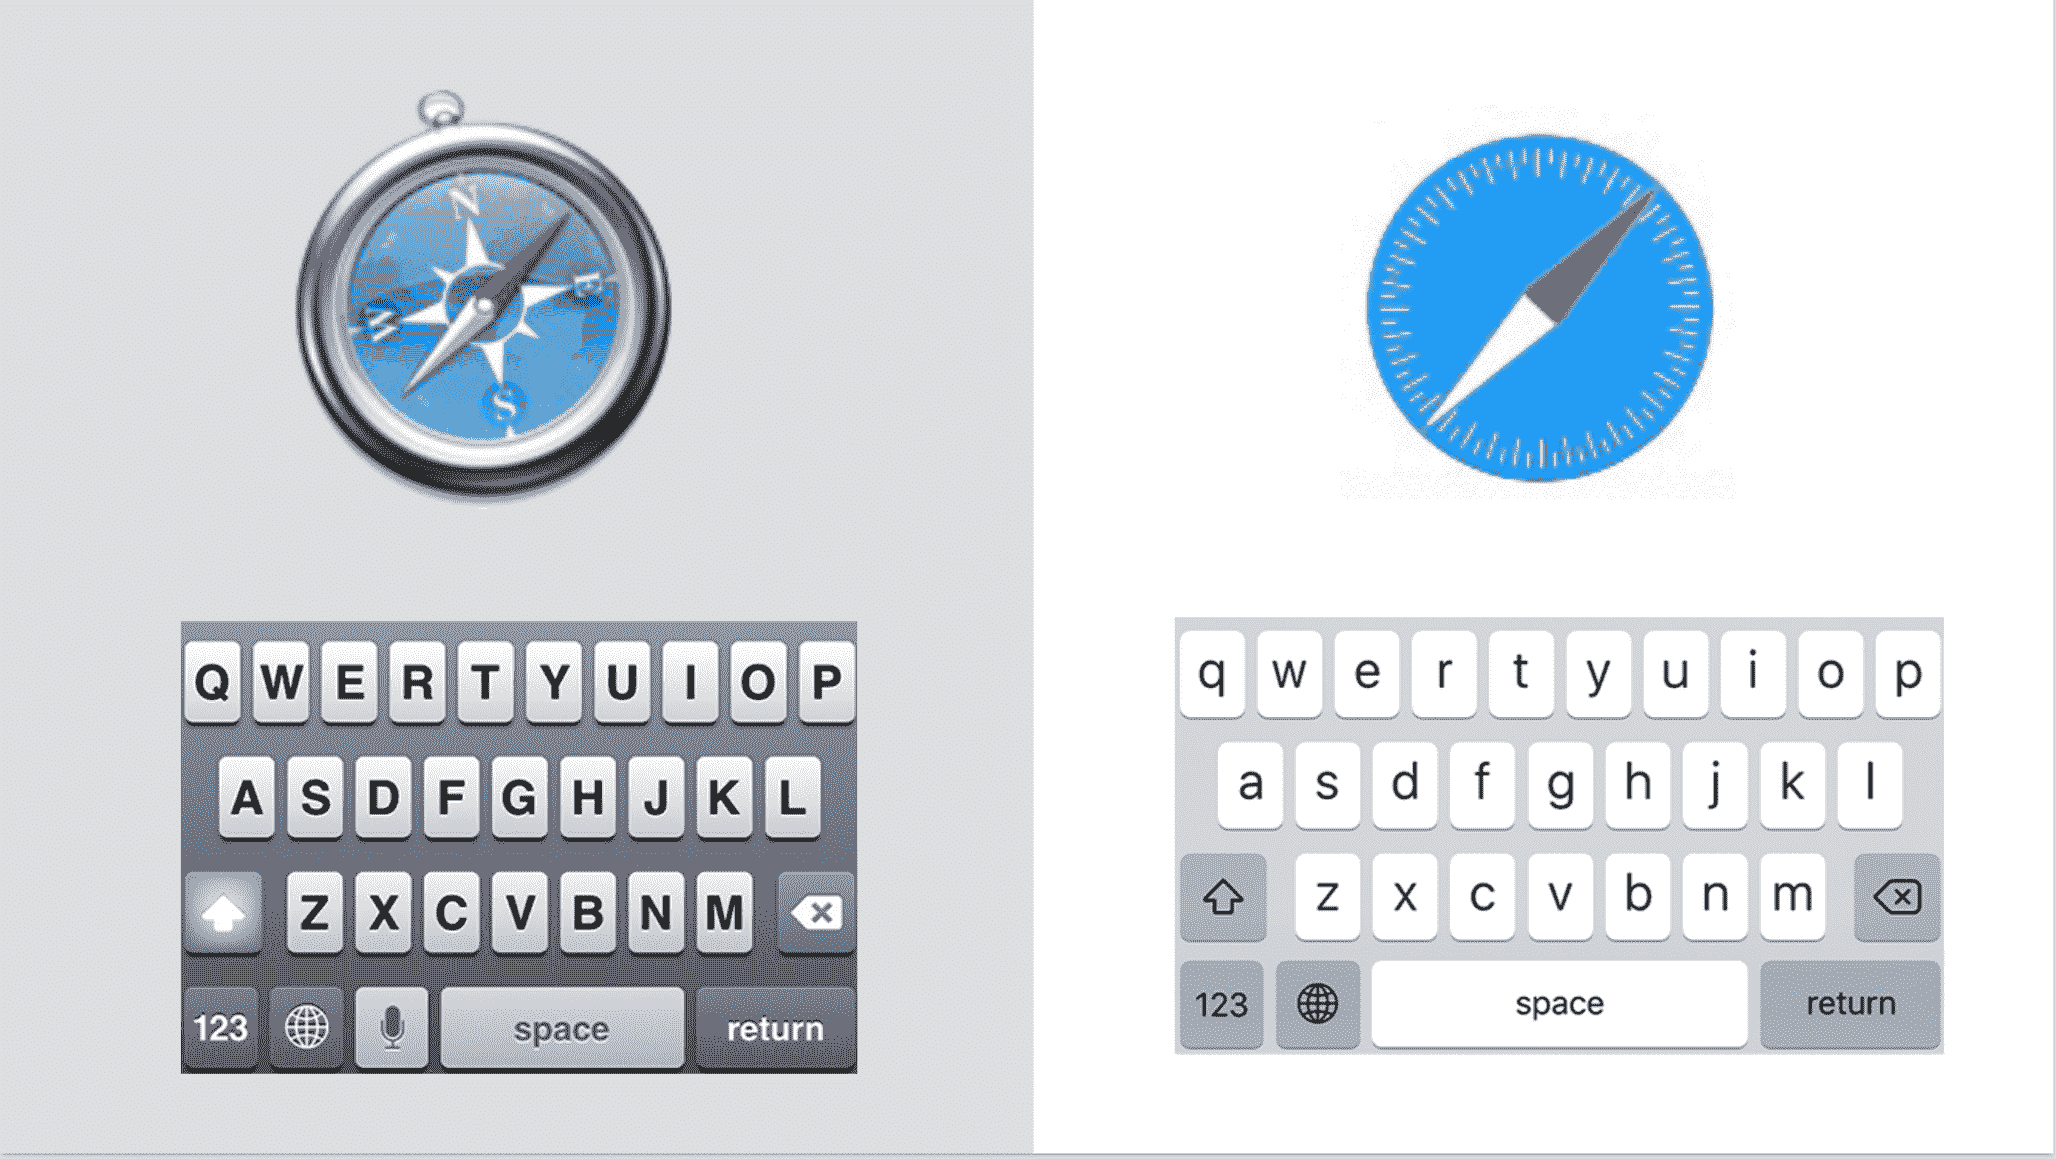 N
W E
S
Q W E R T Y U I O P
A S D F G H J K L
Z X C V B N M
123 space return
q w e r t y u i o p
a s d f g h j k l
z x c v b n m
123 space return